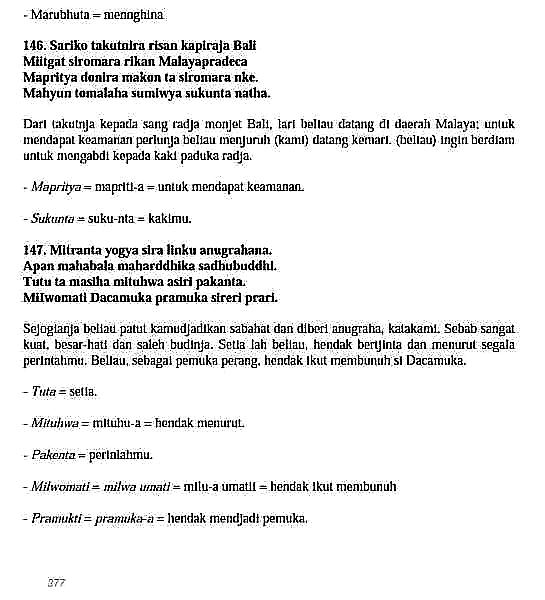 - Marubhuta = mennghina
146. Sariko takutnira risan kapiraja Bali
Miitgat siromara rikan Malayapradeca
Mapritya donira makon ta siromara nke.
Mahyun tomalaha sumiwya sukunta natha.
Dari takutnja kepada sang radja monjet Bali, lari beliau datang di daerah Malaya; untuk
mendapat keamanan perlunja beliau menjuruh (kami) datang kemari. (beliau) ingin berdiam
untuk mengabdi kepada kaki paduka radja.
- Mapritya = mapriti-a = untuk mendapat keamanan.
- Sukunta = suku-nta = kakimu.
147. Mitranta yogya sira linku anugrahana.
Apan mahabala maharddhika sadhubuddhi.
Tutu ta masiha mituhwa asiri pakanta.
Milwomati Dacamuka pramuka sireri prari.
Sejogianja beliau patut kamudjadikan sahabat dan diberi anugraha, katakami. Sebab sangat
kuat, besar-hati dan saleh budinja. Setia lah beliau, hendak bertjinta dan menurut segala
perintahmu. Beliau, sebagai pemuka perang, hendak ikut membunuh si Dacamuka.
- Tuta = setia.
- Mituhwa = mituhu-a = hendak menurut.
- Pakenta = perintahmu.
- Milwomati = milwa umati = milu-a umatii = hendak ikut membunuh
- Pramukti = pramuka-a = hendak mendjadi pemuka.
377